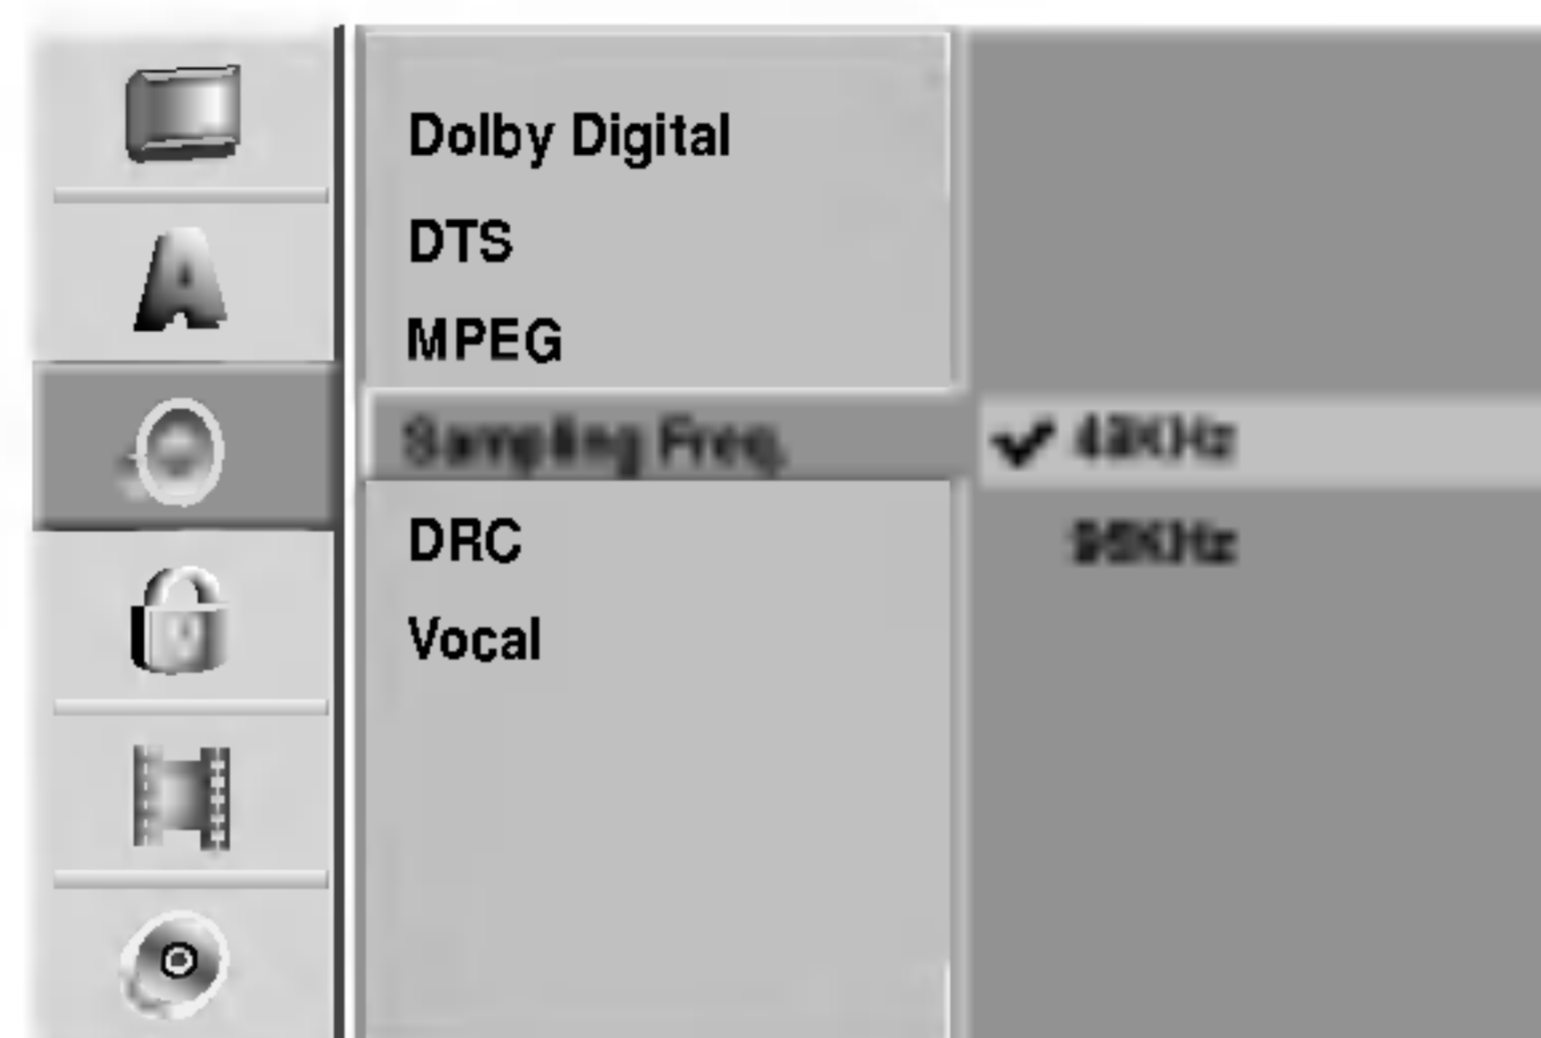 Dolby Digital
DTS
MPEG
Sampling Freq.
48KHz
96KHz
DRC
Vocal